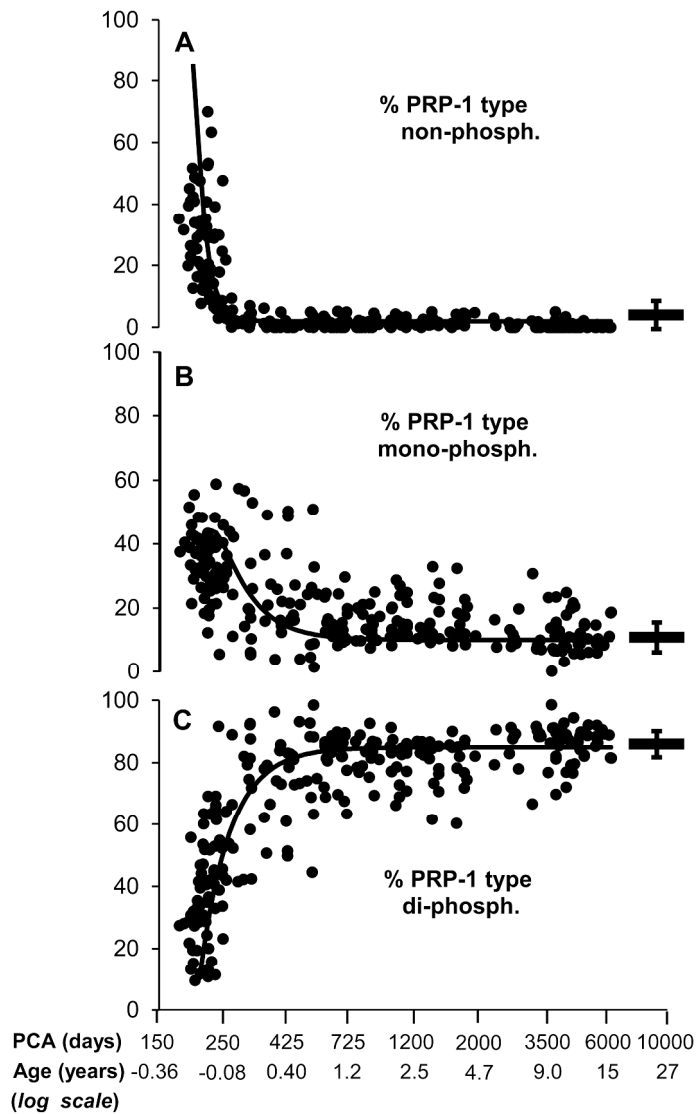 100
80
60
40
20
0
A
% PRP-1 type
non-phosph.
100
80
60
40
20
0
B
% PRP-1 type
mono-phosph.
100
80
60
40
20
0
C
% PRP-1 type
di-phosph.
PCA (days) 150 250 425 725 1200 2000 3500 6000 10000
Age (years) -0.36 -0.08 0.40 1.2 2.5 4.7 9.0 15 27
(log scale)